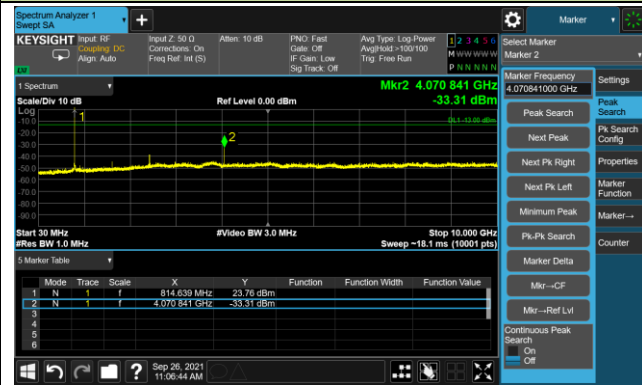 Spectrum Analyzer 1
Swept SA
Marker
KEYSIGHT
Input: RF
Coupling: DC
Align: Auto
Input Z: 50 Ω
Corrections: On
Freq Ref: Int (S)
Atten: 10 dB
PNO: Fast
Gate: Off
IF Gain: Low
Sig Track: Off
Avg Type: Log-Power
Avg|Hold:>100/100
Trig: Free Run
1 2 3 4 5 6
M W W W W W
P N N N N N
Select Marker
Marker 2
1 Spectrum
Mkr2 4.070 841 GHz
Scale/Div 10 dB
Ref Level 0.00 dBm
-33.31 dBm
Log
-10.0
-20.0
-30.0
-40.0
-50.0
-60.0
-70.0
-80.0
-90.0
1
2
DL1 -13.00 dBm
Start 30 MHz
#Video BW 3.0 MHz
Stop 10.000 GHz
#Res BW 1.0 MHz
Sweep ~18.1 ms (10001 pts)
5 Marker Table
Mode Trace Scale X Y Function Function Width Function Value
1 N 1 f 814.639 MHz 23.76 dBm
2 N 1 f 4.070 841 GHz -33.31 dBm
3
4
5
6
Sep 26, 2021
11:06:44 AM
Marker Frequency
4.070841000 GHz
Peak Search
Next Peak
Next Pk Right
Next Pk Left
Minimum Peak
Pk-Pk Search
Marker Delta
Mkr→CF
Mkr→Ref Lvl
Continuous Peak
Search
On
Off
Settings
Peak
Search
Pk Search
Config
Properties
Marker
Function
Marker→
Counter